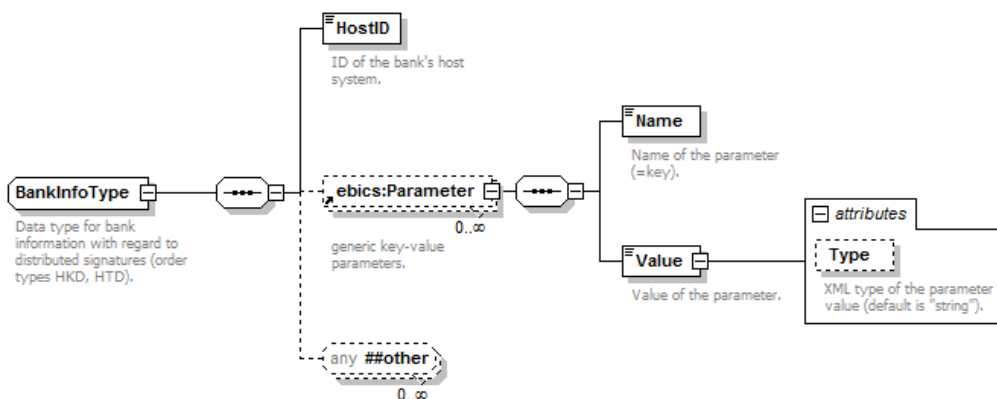 HostID
ID of the bank's host
system.
BankInfoType
Data type for bank
information with regard to
distributed signatures (order
types HKD, HTD).
ebics:Parameter
0..∞
generic key-value
parameters.
Name
Name of the parameter
(=key).
Value
Value of the parameter.
attributes
Type
XML type of the parameter
value (default is "string").
any ##other
0..∞